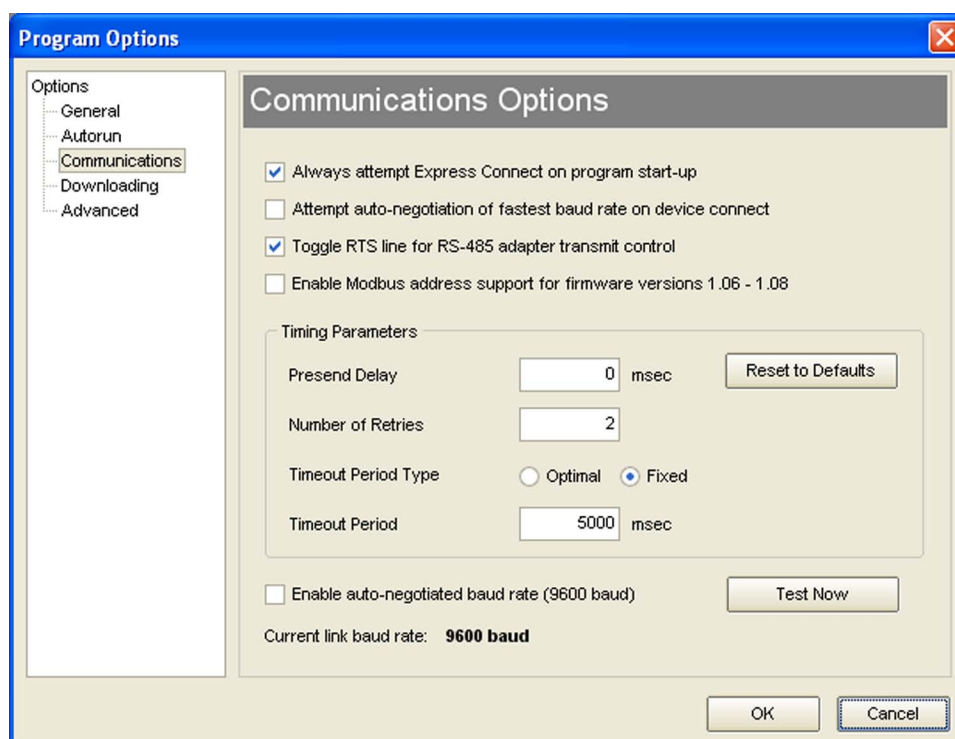 Program Options
Options
General
Autorun
Communications
Downloading
Advanced
Communications Options
Always attempt Express Connect on program start-up
Attempt auto-negotiation of fastest baud rate on device connect
Toggle RTS line for RS-485 adapter transmit control
Enable Modbus address support for firmware versions 1.06 - 1.08
Timing Parameters
Presend Delay 0 msec Reset to Defaults
Number of Retries 2
Timeout Period Type Optimal Fixed
Timeout Period 5000 msec
Enable auto-negotiated baud rate (9600 baud) Test Now
Current link baud rate: 9600 baud
OK Cancel